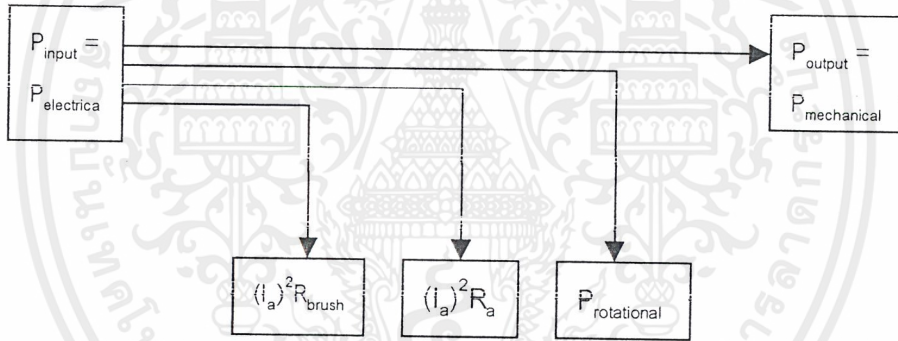 P_input =
P_electrica
P_output =
P_mechanical
(I_a)^2R_brush
(I_a)^2R_a
P_rotational